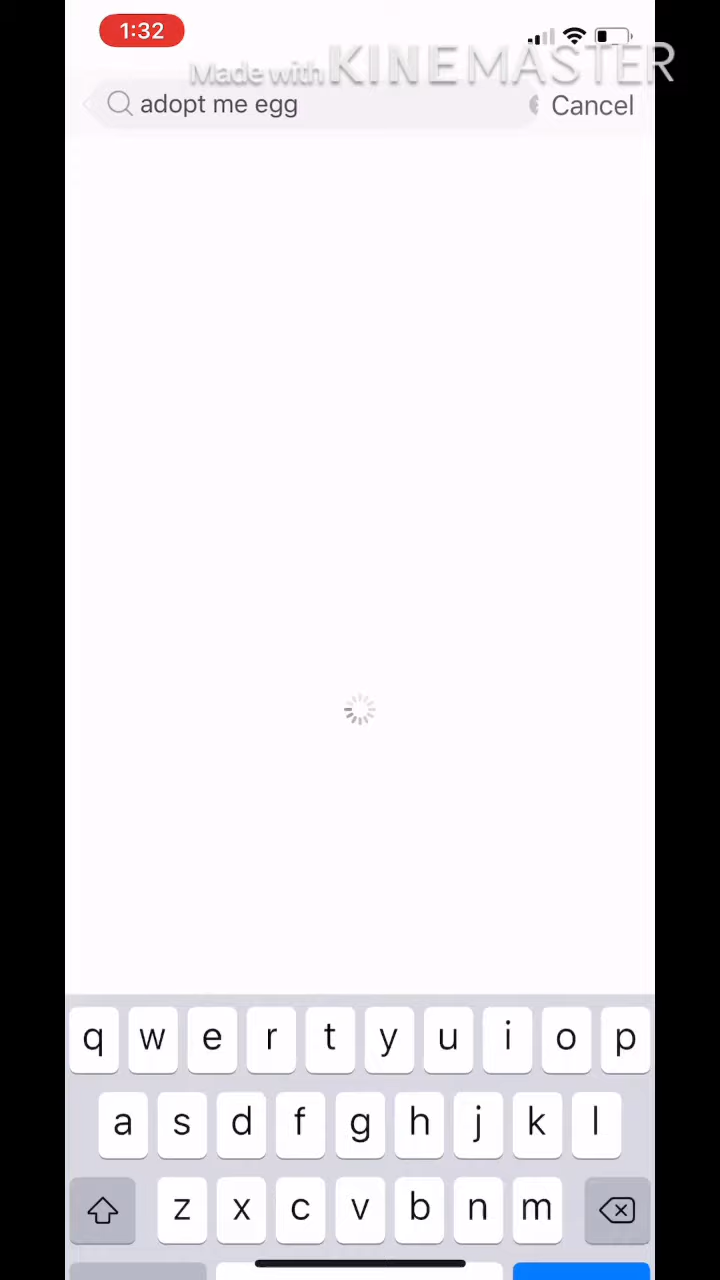 1:32
Made with KINEMASTER
adopt me egg
Cancel
q w e r t y u i o p
a s d f g h j k l
z x c v b n m